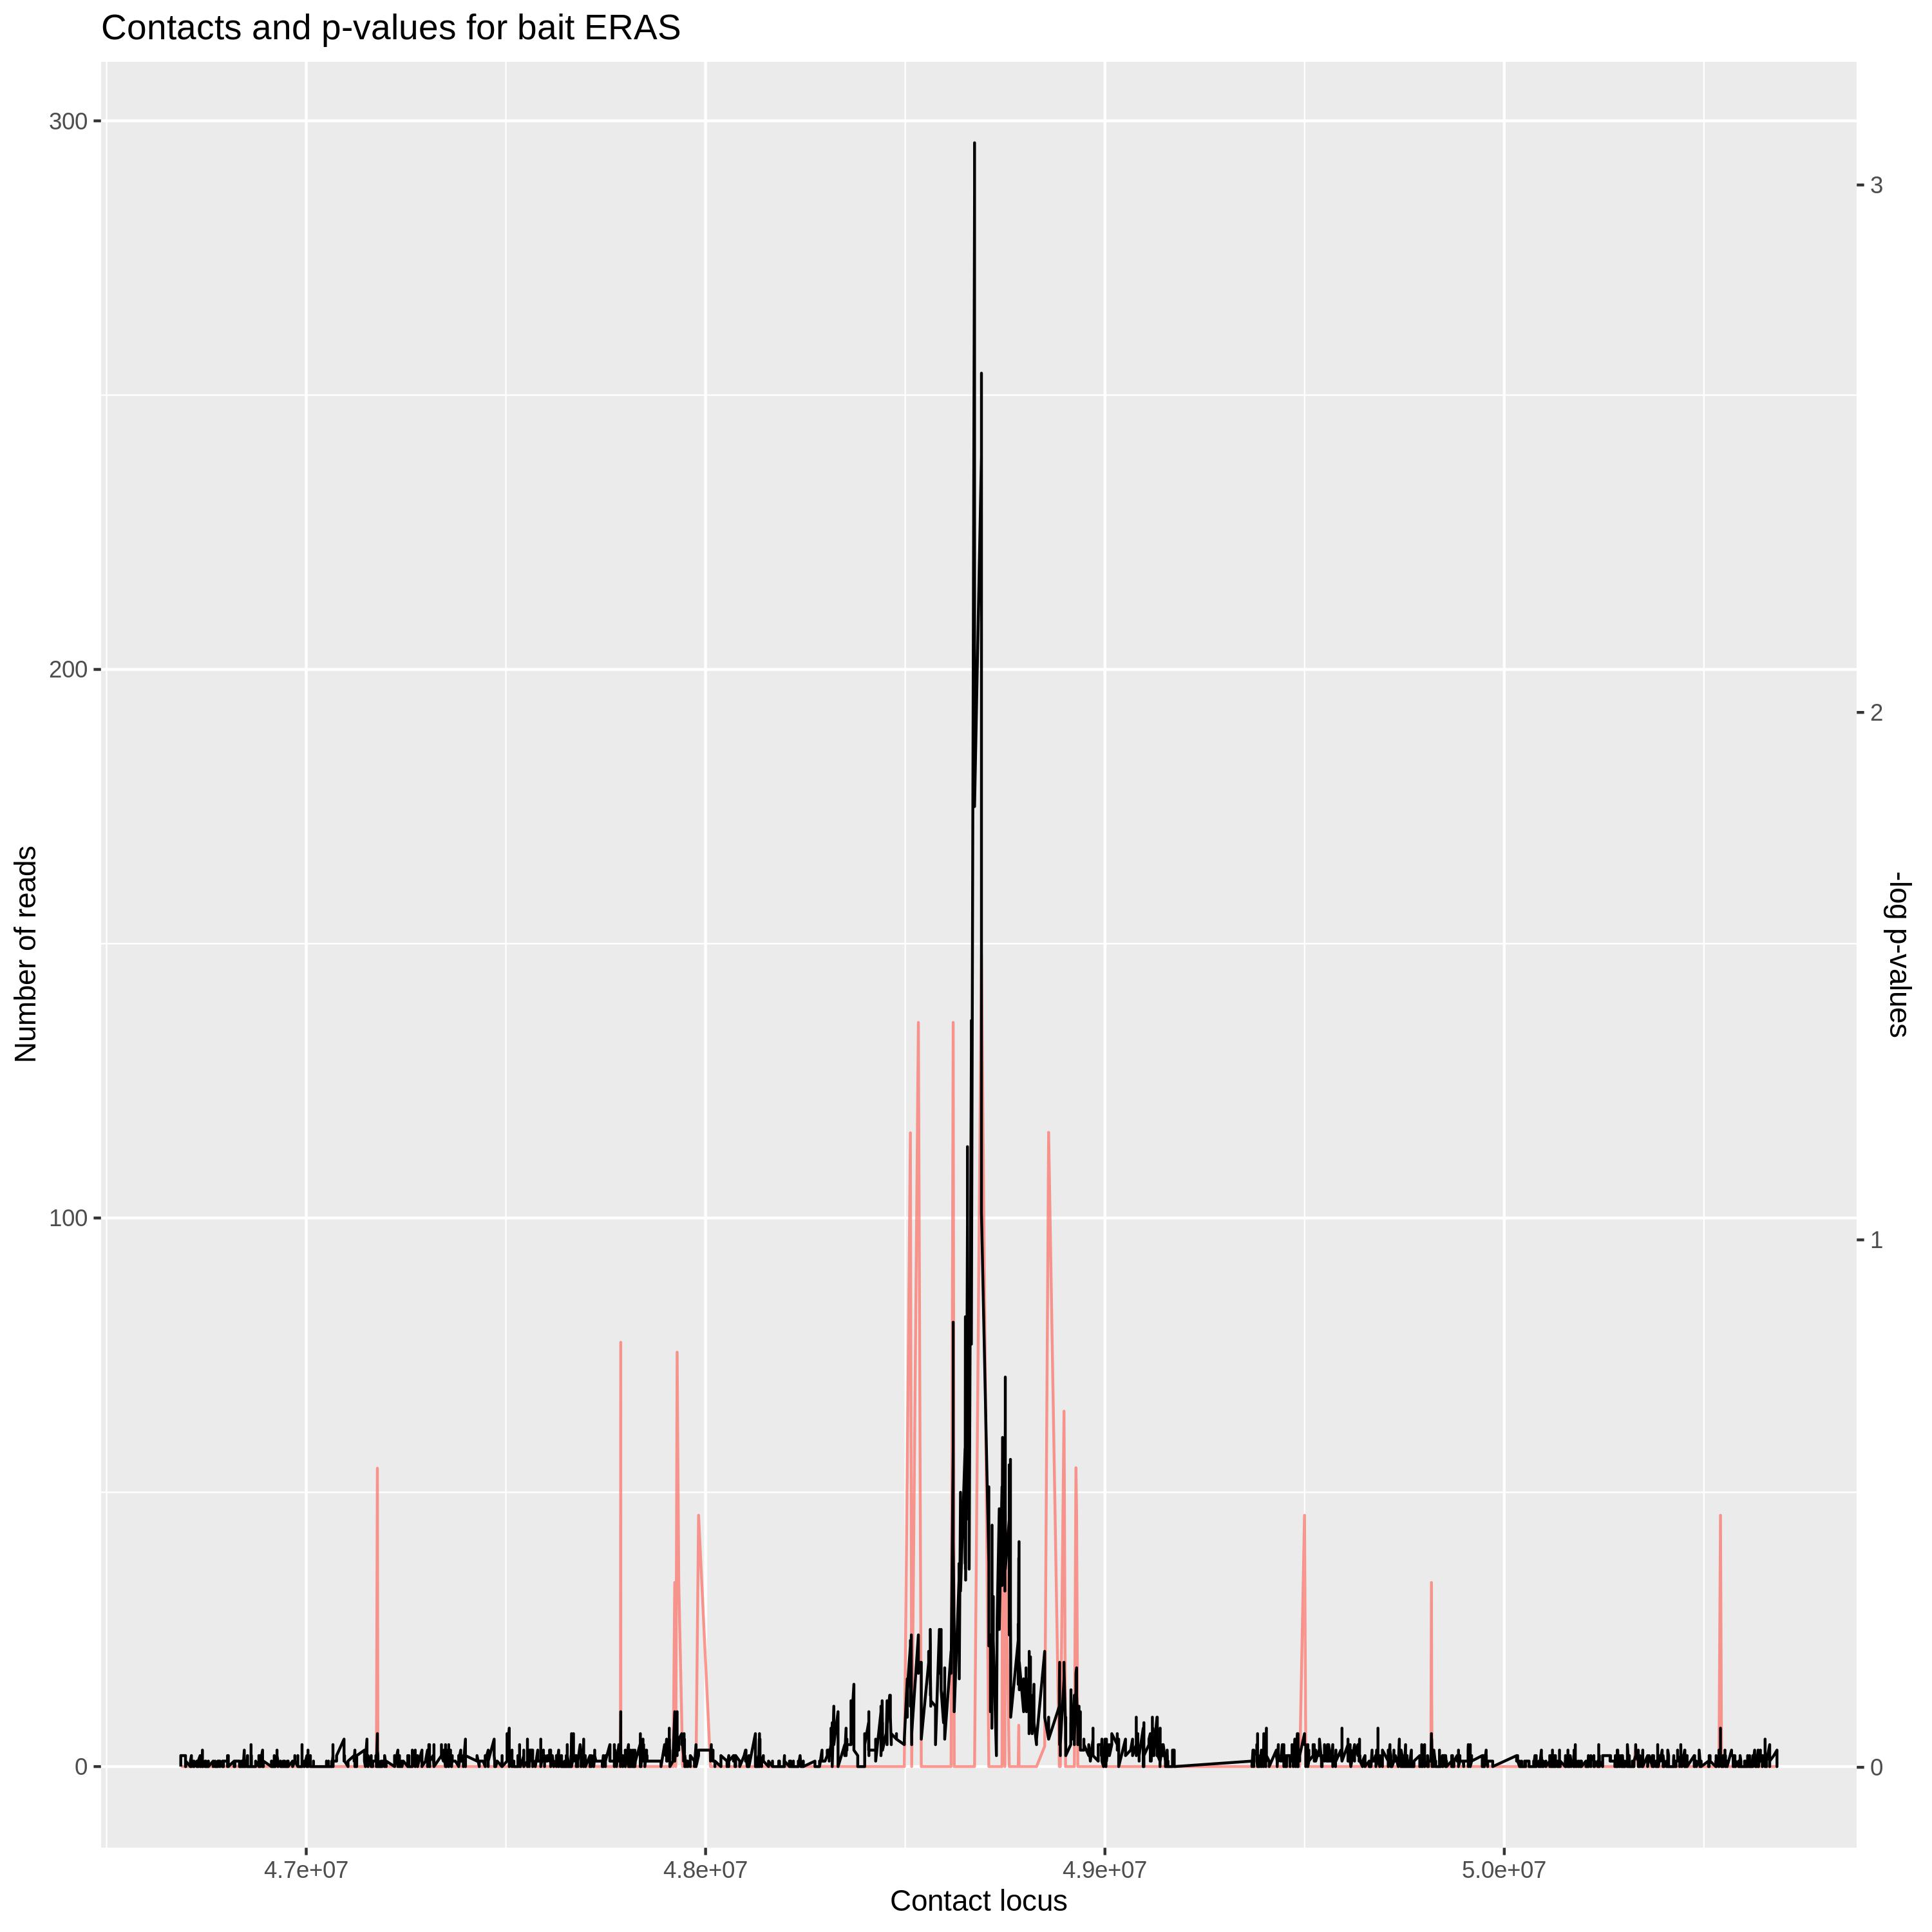 Contacts and p-values for bait ERAS
300
200
100
0
3
2
1
0
Number of reads
-log p-values
4.7e+07 4.8e+07 4.9e+07 5.0e+07
Contact locus